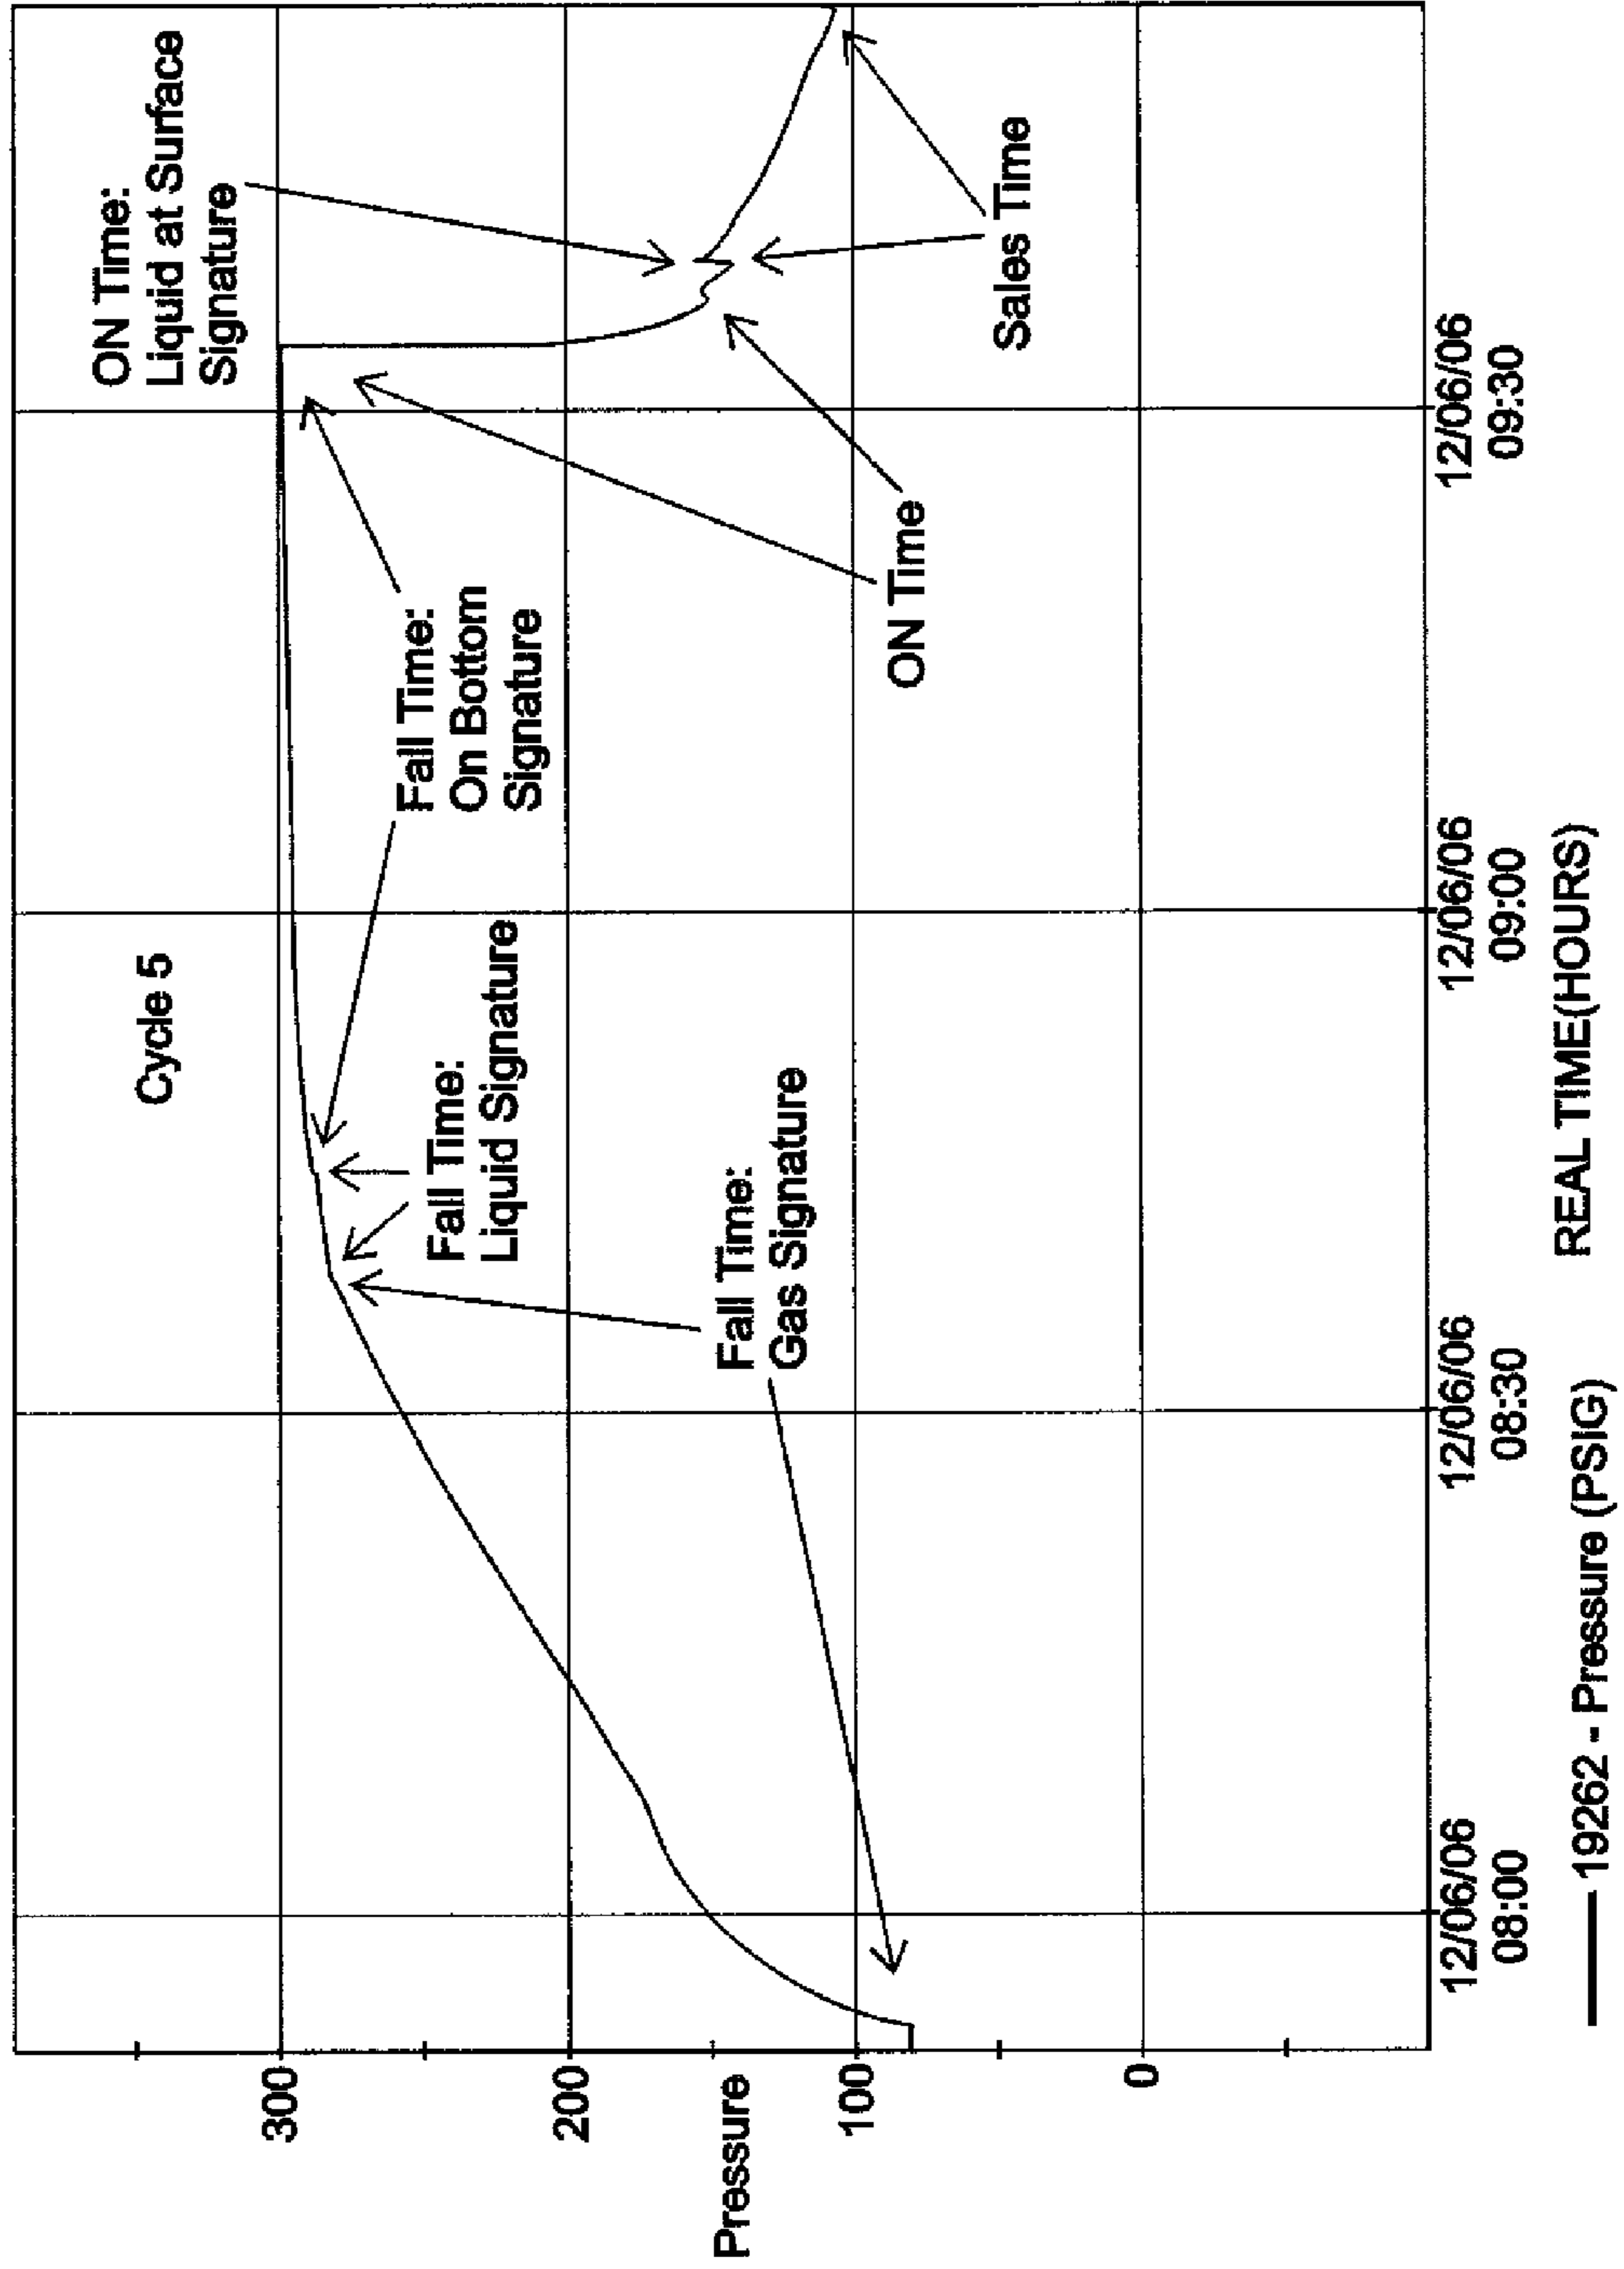 Cycle 5
ON Time:
Liquid at Surface
Signature
Fall Time:
On Bottom
Signature
Fall Time:
Liquid Signature
Fall Time:
Gas Signature
ON Time
Sales Time
Pressure
300
200
100
0
12/06/06
08:00
12/06/06
08:30
12/06/06
09:00
12/06/06
09:30
19262 - Pressure (PSIG)
REAL TIME(HOURS)